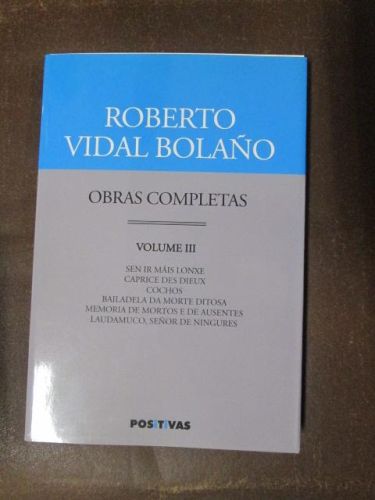 ROBERTO
VIDAL BOLAÑO
OBRAS COMPLETAS
VOLUME III
SEN IR MÁIS LONXE
CAPRICE DES DIEUX
COCHOS
BAILADELA DA MORTE DITOSA
MEMORIA DE MORTOS E DE AUSENTES
LAUDAMUCO, SEÑOR DE NINGURES
POSITIVAS